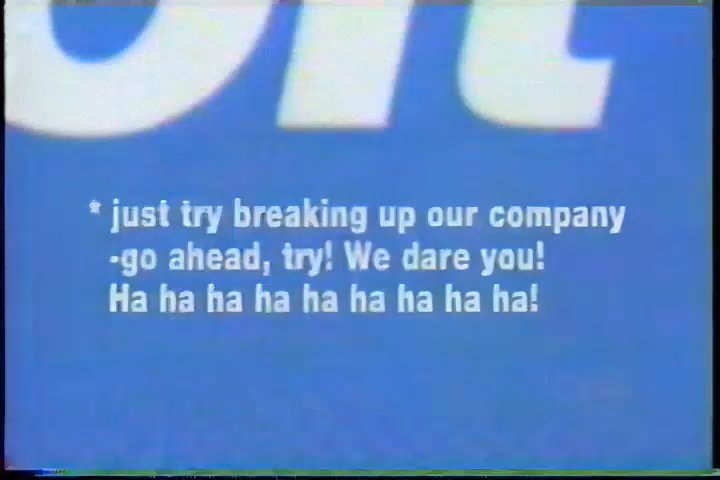 * just try breaking up our company
-go ahead, try! We dare you!
Ha ha ha ha ha ha ha ha ha!